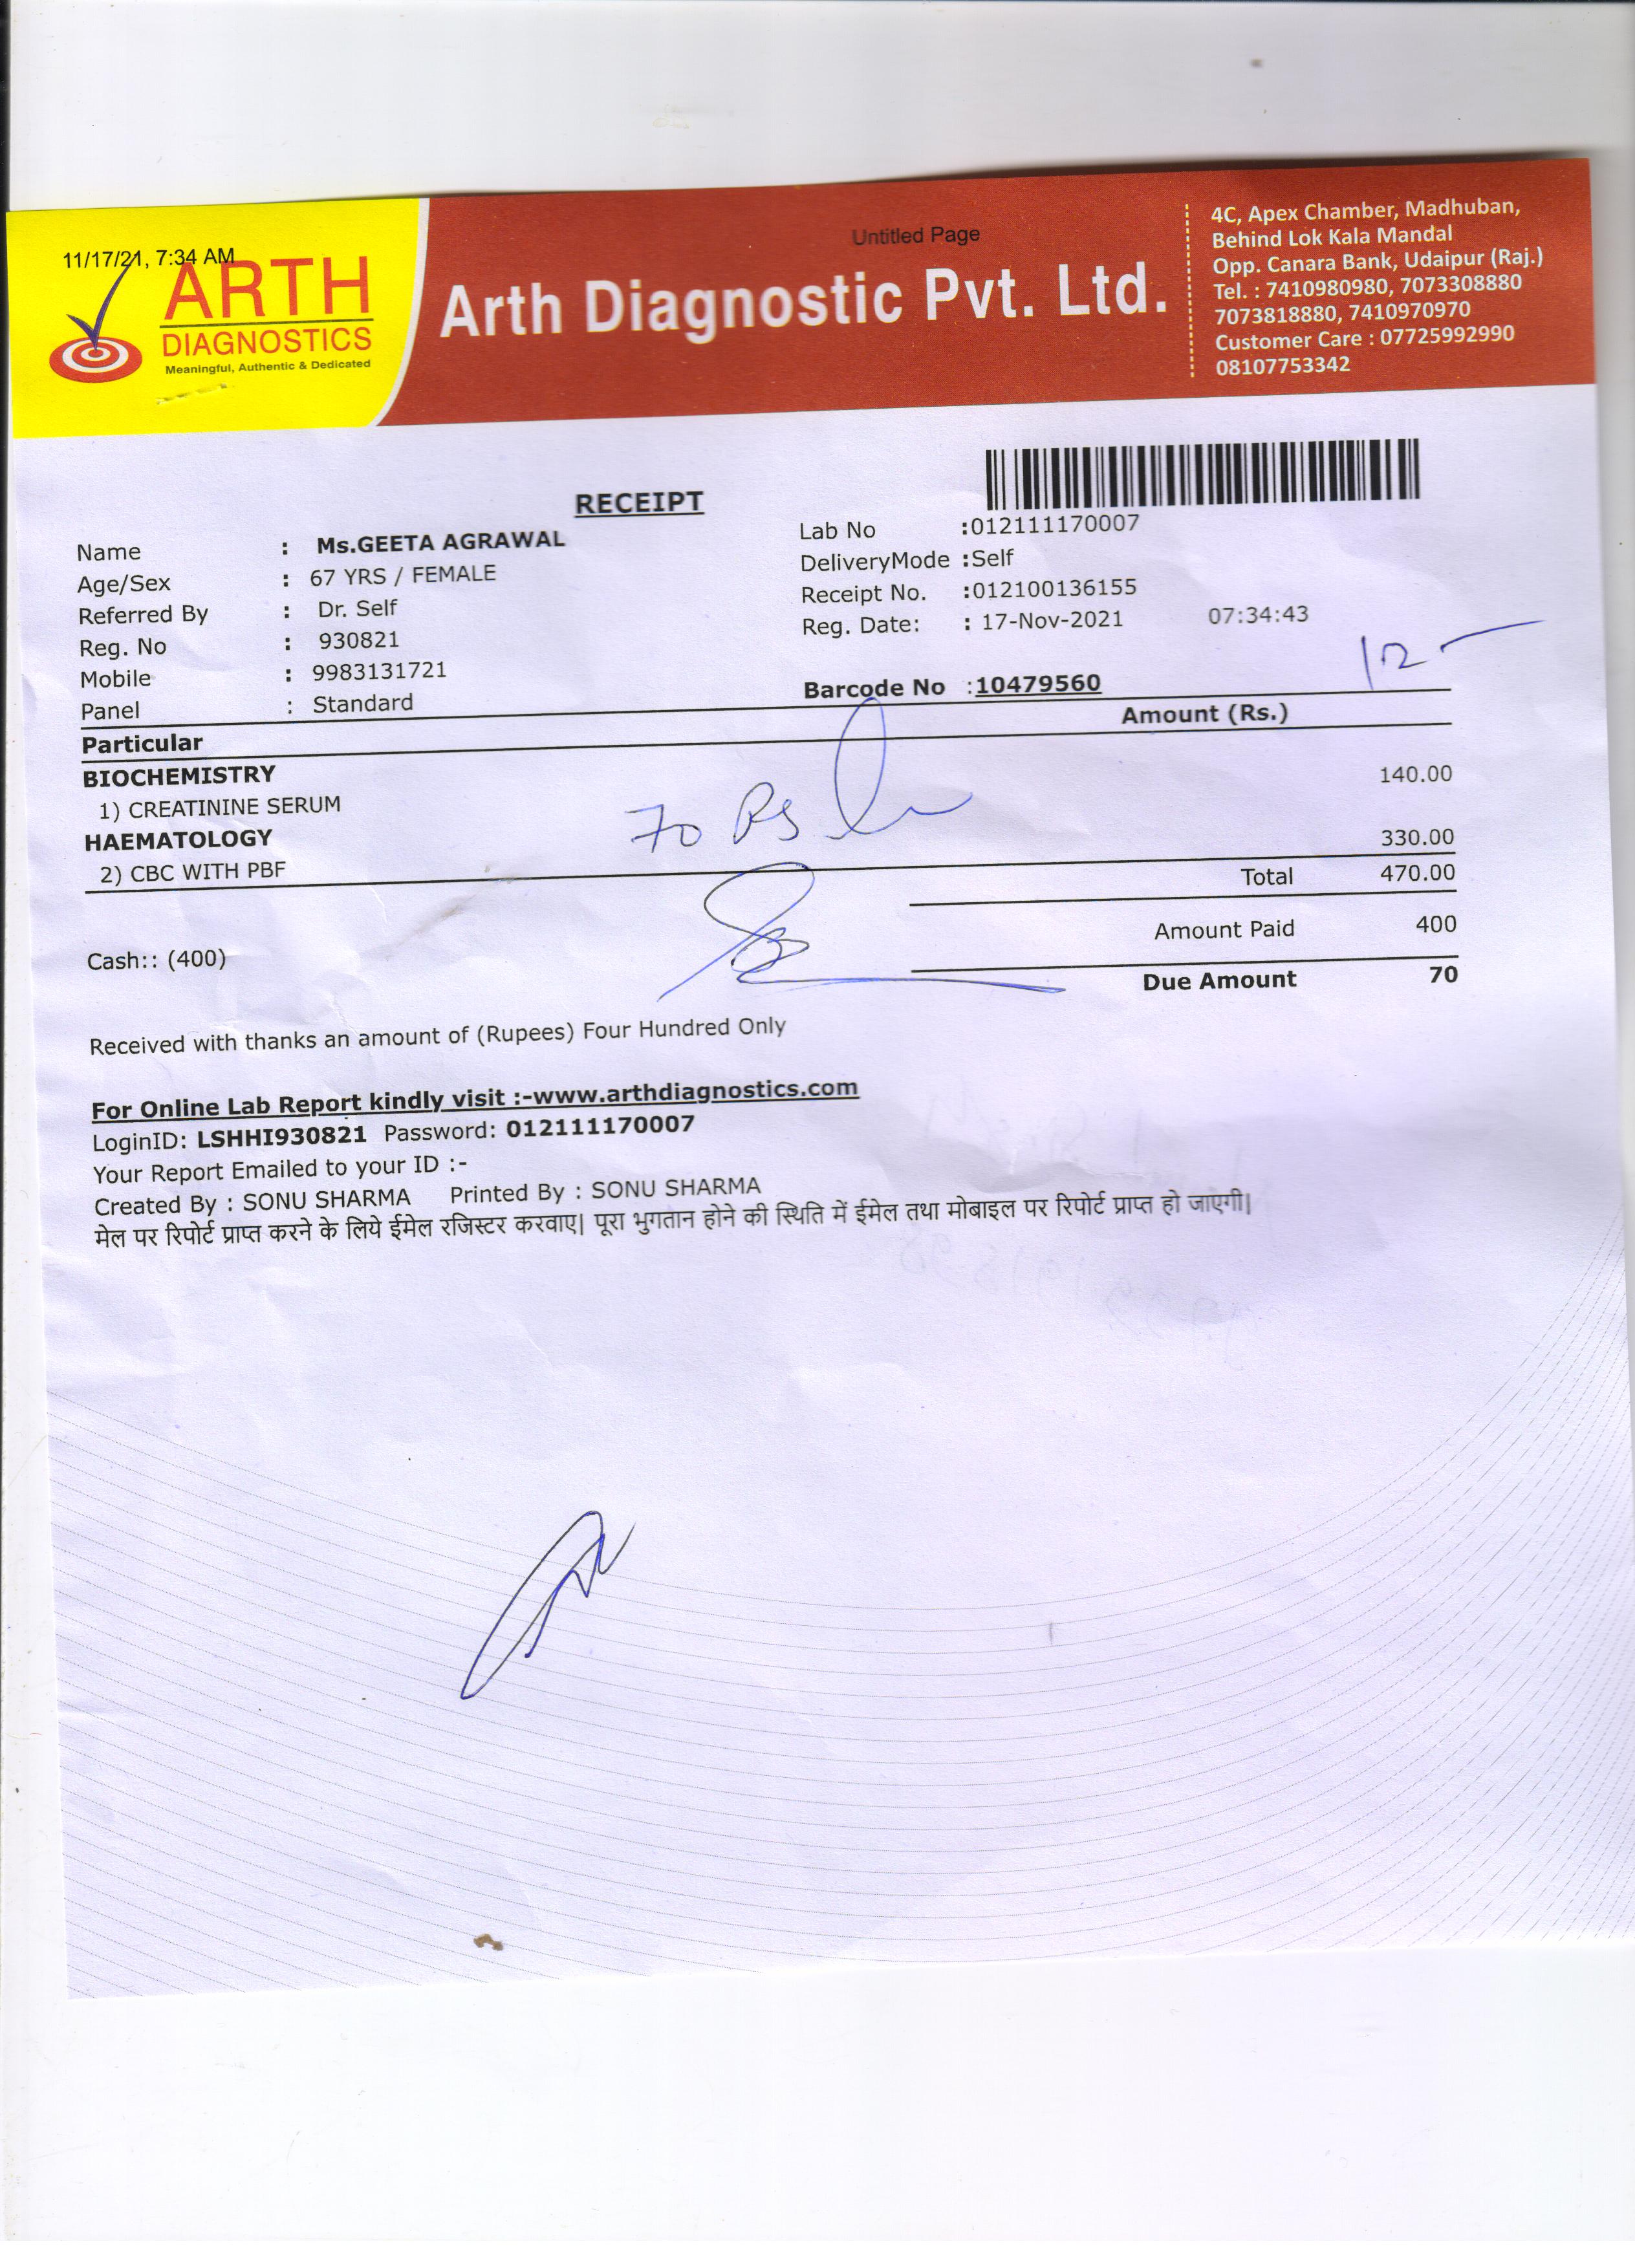 11/17/21, 7:34 AM
Untitled Page
ARTH
DIAGNOSTICS
Meaningful, Authentic & Dedicated
Arth Diagnostic Pvt. Ltd.
4C, Apex Chamber, Madhuban,
Behind Lok Kala Mandal
Opp. Canara Bank, Udaipur (Raj.)
Tel. : 7410980980, 7073308880
7073818880, 7410970970
Customer Care : 07725992990
08107753342
RECEIPT
Name : Ms.GEETA AGRAWAL
Age/Sex : 67 YRS / FEMALE
Referred By : Dr. Self
Reg. No : 930821
Mobile : 9983131721
Panel : Standard
Lab No :012111170007
DeliveryMode :Self
Receipt No. :012100136155
Reg. Date: : 17-Nov-2021 07:34:43
Barcode No :10479560
Particular Amount (Rs.)
BIOCHEMISTRY
1) CREATININE SERUM 140.00
HAEMATOLOGY
2) CBC WITH PBF 330.00
70 Rs
Total 470.00
Amount Paid 400
Cash:: (400)
Due Amount 70
Received with thanks an amount of (Rupees) Four Hundred Only
For Online Lab Report kindly visit :-www.arthdiagnostics.com
LoginID: LSHHI930821 Password: 012111170007
Your Report Emailed to your ID :-
Created By : SONU SHARMA Printed By : SONU SHARMA
मेल पर रिपोर्ट प्राप्त करने के लिये ईमेल रजिस्टर करवाए| पूरा भुगतान होने की स्थिति में ईमेल तथा मोबाइल पर रिपोर्ट प्राप्त हो जाएगी|